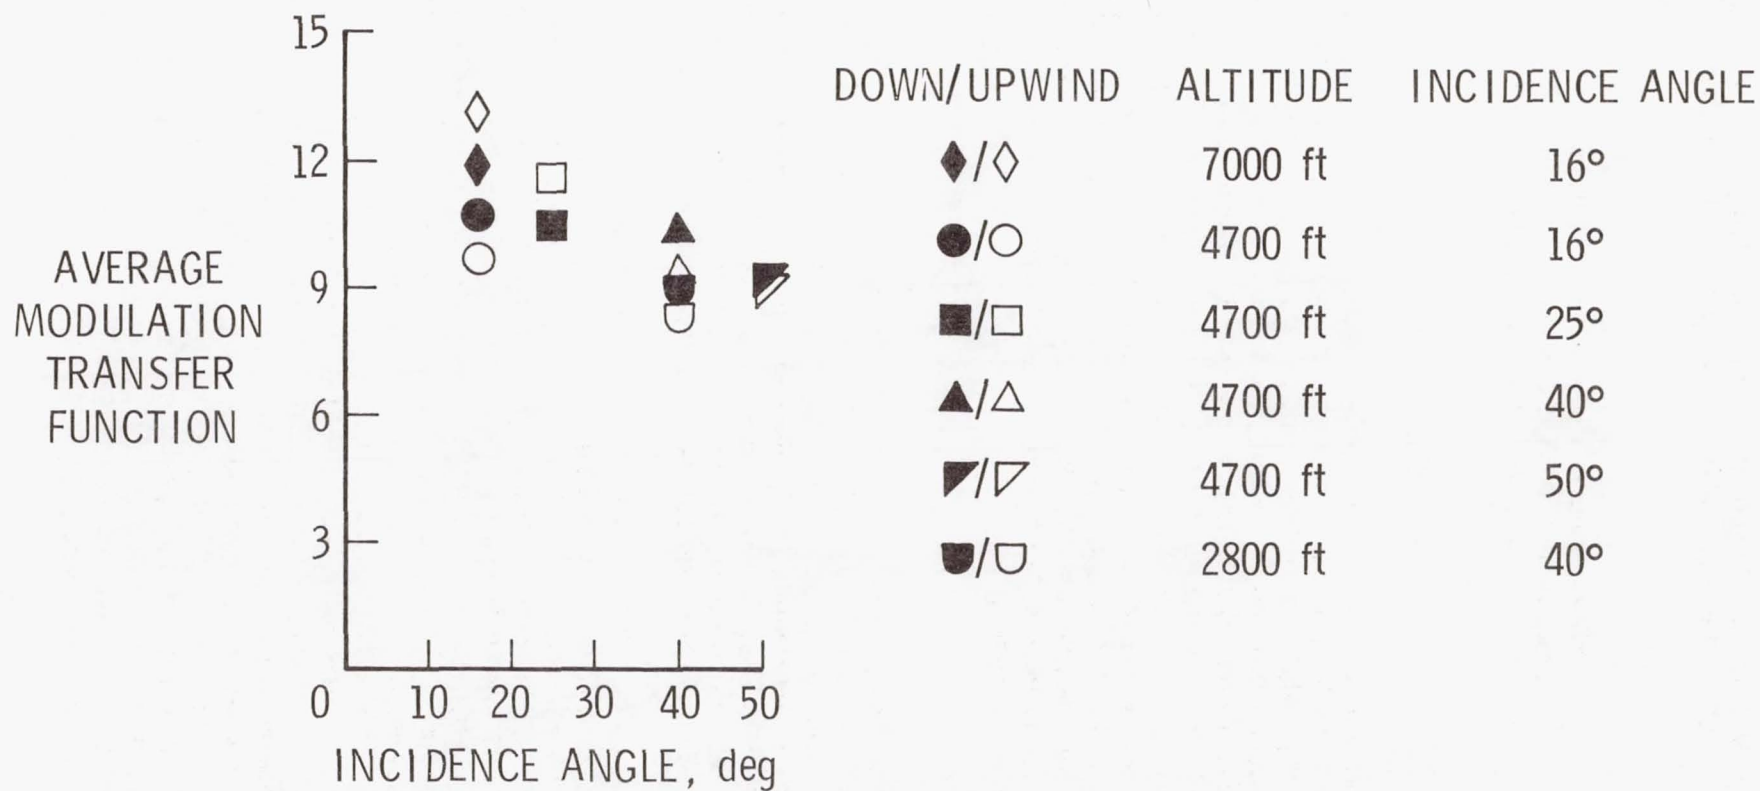 15
12
9
6
3
0 10 20 30 40 50
AVERAGE
MODULATION
TRANSFER
FUNCTION
INCIDENCE ANGLE, deg
DOWN/UPWIND ALTITUDE INCIDENCE ANGLE
/ 7000 ft 16°
/ 4700 ft 16°
/ 4700 ft 25°
/ 4700 ft 40°
/ 4700 ft 50°
/ 2800 ft 40°